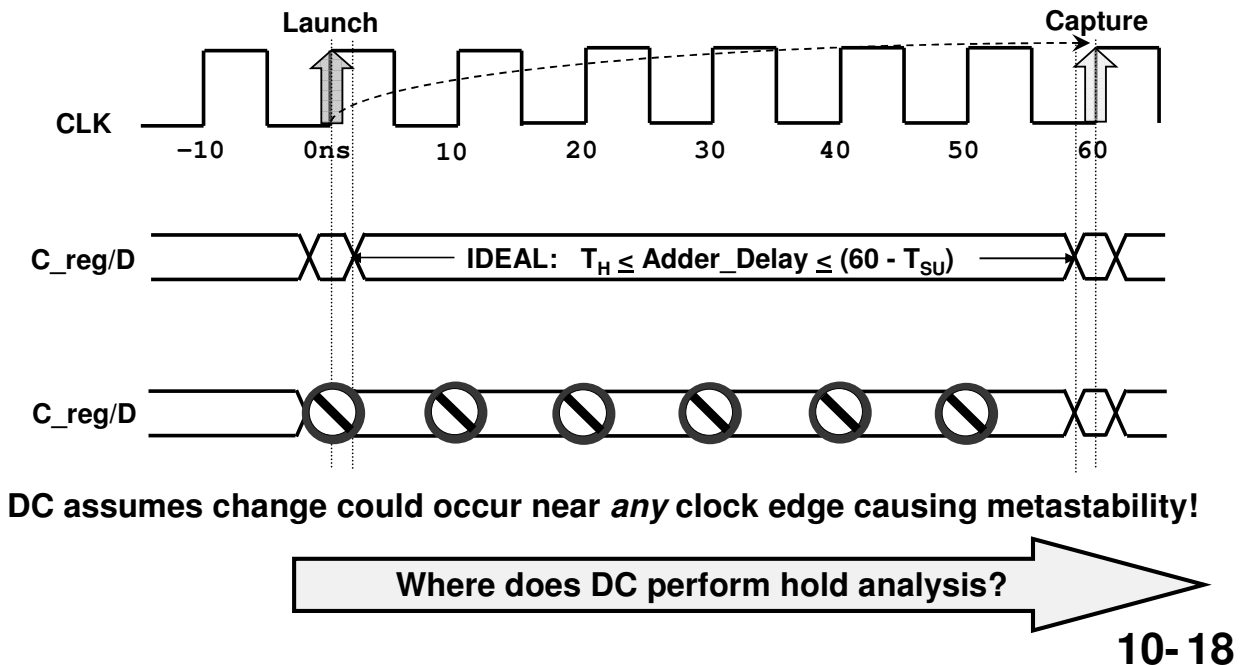 Launch
Capture
CLK
−10 0ns 10 20 30 40 50 60
C_reg/D
IDEAL: T_H ≤ Adder_Delay ≤ (60 - T_SU)
C_reg/D
DC assumes change could occur near any clock edge causing metastability!
Where does DC perform hold analysis?
10- 18